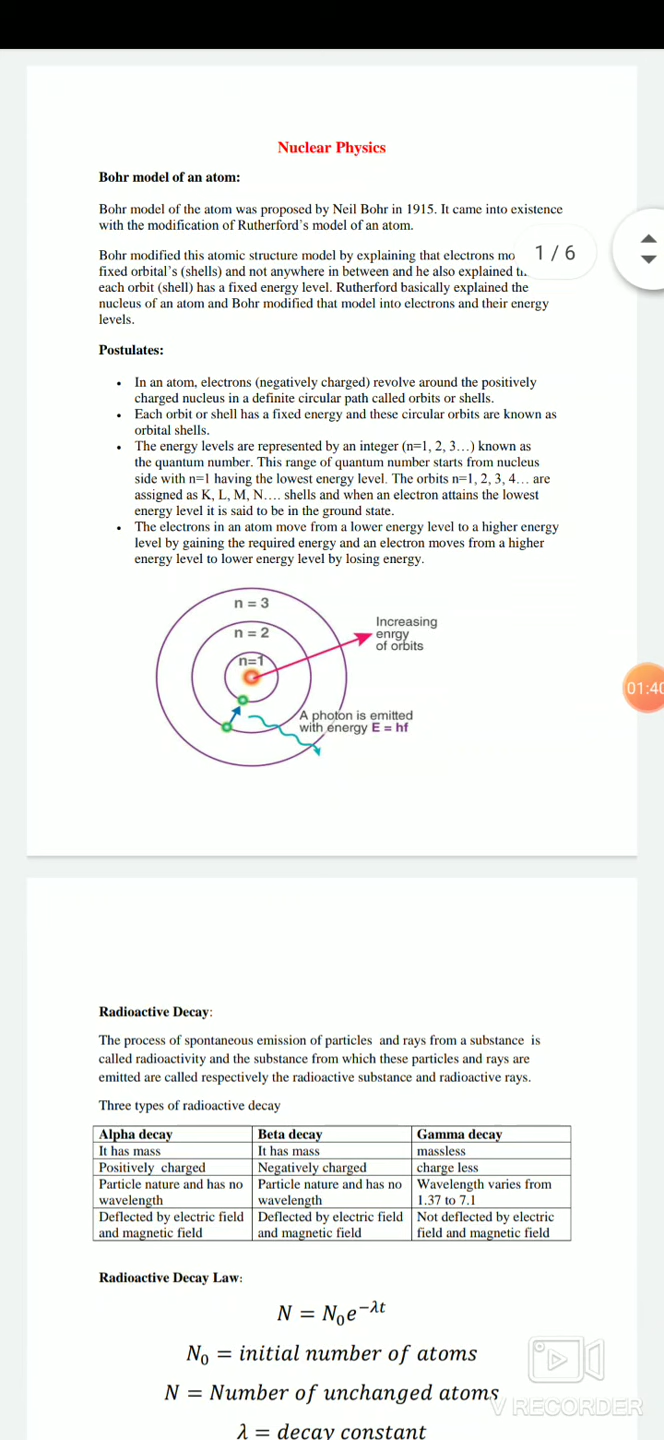 Nuclear Physics
Bohr model of an atom:
Bohr model of the atom was proposed by Neil Bohr in 1915. It came into existence
with the modification of Rutherford's model of an atom.
Bohr modified this atomic structure model by explaining that electrons mo
1 / 6
fixed orbital's (shells) and not anywhere in between and he also explained
each orbit (shell) has a fixed energy level. Rutherford basically explained the
nucleus of an atom and Bohr modified that model into electrons and their energy
levels.
Postulates:
• In an atom, electrons (negatively charged) revolve around the positively
charged nucleus in a definite circular path called orbits or shells.
• Each orbit or shell has a fixed energy and these circular orbits are known as
orbital shells.
• The energy levels are represented by an integer (n=1, 2, 3…) known as
the quantum number. This range of quantum number starts from nucleus
side with n=1 having the lowest energy level. The orbits n=1, 2, 3, 4… are
assigned as K, L, M, N…. shells and when an electron attains the lowest
energy level it is said to be in the ground state.
• The electrons in an atom move from a lower energy level to a higher energy
level by gaining the required energy and an electron moves from a higher
energy level to lower energy level by losing energy.
n = 3
n = 2
n=1
Increasing
enrgy
of orbits
A photon is emitted
with energy E = hf
01:40
Radioactive Decay:
The process of spontaneous emission of particles and rays from a substance is
called radioactivity and the substance from which these particles and rays are
emitted are called respectively the radioactive substance and radioactive rays.
Three types of radioactive decay
Alpha decay Beta decay Gamma decay
It has mass It has mass massless
Positively charged Negatively charged charge less
Particle nature and has no Particle nature and has no Wavelength varies from
wavelength wavelength 1.37 to 7.1
Deflected by electric field Deflected by electric field Not deflected by electric
and magnetic field and magnetic field field and magnetic field
Radioactive Decay Law:
N = N₀e^−λt
N₀ = initial number of atoms
N = Number of unchanged atoms
λ = decay constant
V RECORDER